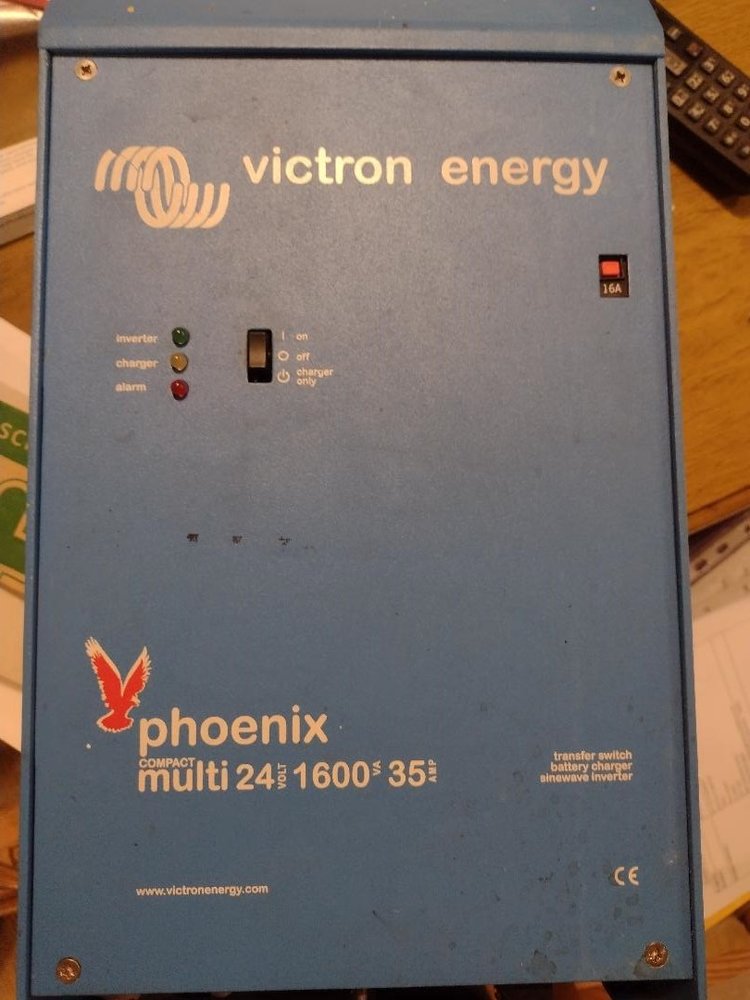 victron energy
16A
inverter
charger
alarm
I on
O off
charger
only
phoenix
COMPACT
multi 24 VOLT 1600 VA 35 AMP
transfer switch
battery charger
sinewave inverter
www.victronenergy.com
CE